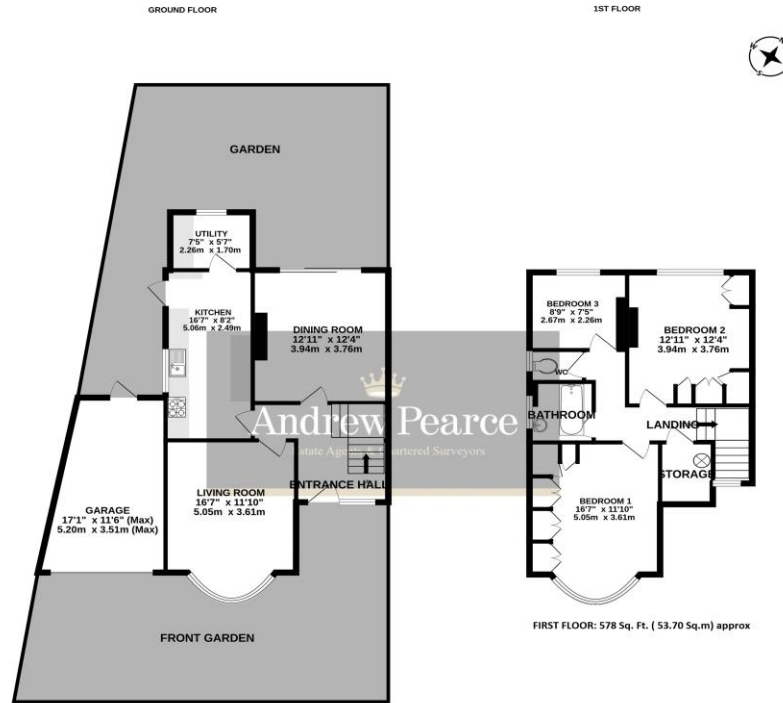 GROUND FLOOR
1ST FLOOR
N
W
S
GARDEN
UTILITY
7'5" x 5'7"
2.26m x 1.70m
KITCHEN
16'7" x 8'2"
5.06m x 2.49m
DINING ROOM
12'11" x 12'4"
3.94m x 3.76m
BEDROOM 3
8'9" x 7'5"
2.67m x 2.26m
BEDROOM 2
12'11" x 12'4"
3.94m x 3.76m
WC
BATHROOM
LANDING
STORAGE
Andrew Pearce
Estate Agents & Chartered Surveyors
ENTRANCE HALL
LIVING ROOM
16'7" x 11'10"
5.05m x 3.61m
GARAGE
17'1" x 11'6" (Max)
5.20m x 3.51m (Max)
BEDROOM 1
16'7" x 11'10"
5.05m x 3.61m
FRONT GARDEN
FIRST FLOOR: 578 Sq. Ft. ( 53.70 Sq.m) approx